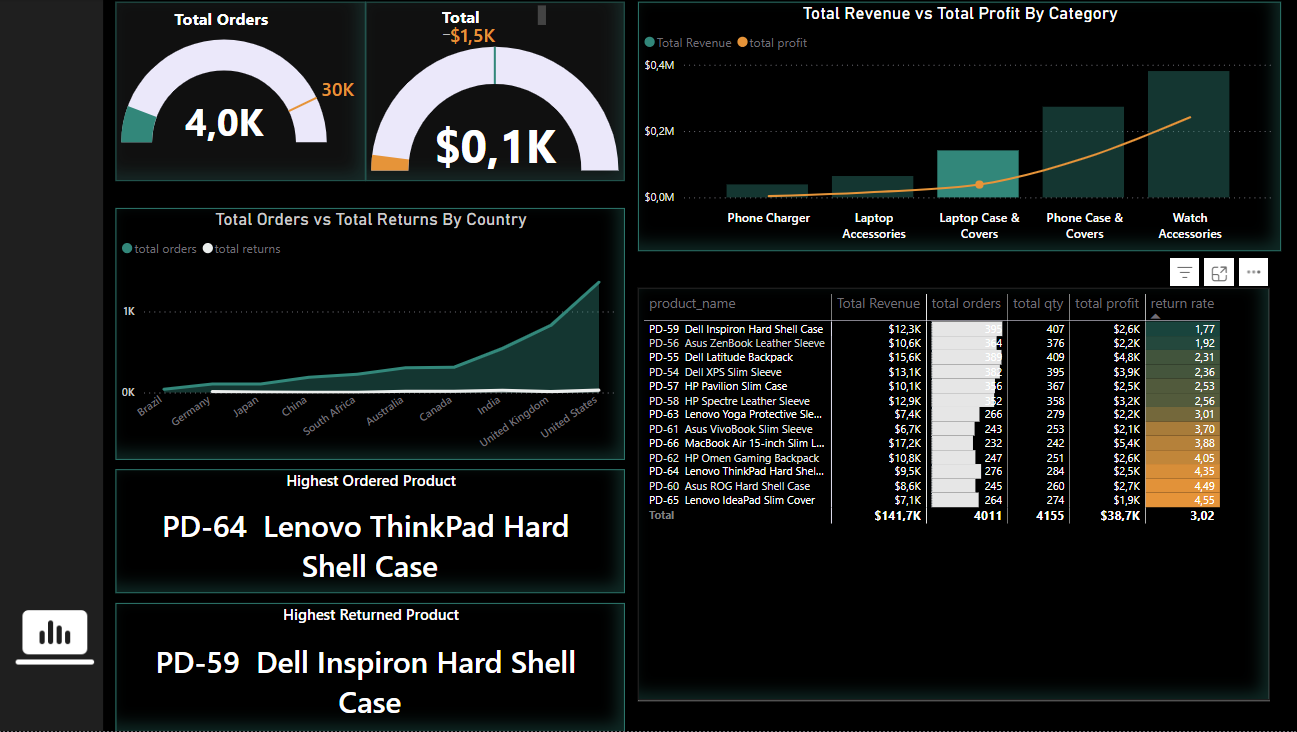 Total Orders
30K
4,0K
Total
−$1,5K
$0,1K
Total Revenue vs Total Profit By Category
Total Revenue total profit
$0,4M
$0,2M
$0,0M
Phone Charger
Laptop
Accessories
Laptop Case &
Covers
Phone Case &
Covers
Watch
Accessories
Total Orders vs Total Returns By Country
total orders total returns
1K
0K
Brazil
Germany
Japan
China
South Africa
Australia
Canada
India
United Kingdom
United States
Highest Ordered Product
PD-64 Lenovo ThinkPad Hard
Shell Case
Highest Returned Product
PD-59 Dell Inspiron Hard Shell
Case
product_name Total Revenue total orders total qty total profit return rate
PD-59 Dell Inspiron Hard Shell Case $12,3K 395 407 $2,6K 1,77
PD-56 Asus ZenBook Leather Sleeve $10,6K 364 376 $2,2K 1,92
PD-55 Dell Latitude Backpack $15,6K 389 409 $4,8K 2,31
PD-54 Dell XPS Slim Sleeve $13,1K 382 395 $3,9K 2,36
PD-57 HP Pavilion Slim Case $10,1K 356 367 $2,5K 2,53
PD-58 HP Spectre Leather Sleeve $12,9K 352 358 $3,2K 2,56
PD-63 Lenovo Yoga Protective Sle... $7,4K 266 279 $2,2K 3,01
PD-61 Asus VivoBook Slim Sleeve $6,7K 243 253 $2,1K 3,70
PD-66 MacBook Air 15-inch Slim L... $17,2K 232 242 $5,4K 3,88
PD-62 HP Omen Gaming Backpack $10,8K 247 251 $2,6K 4,05
PD-64 Lenovo ThinkPad Hard Shel... $9,5K 276 284 $2,5K 4,35
PD-60 Asus ROG Hard Shell Case $8,6K 245 260 $2,7K 4,49
PD-65 Lenovo IdeaPad Slim Cover $7,1K 264 274 $1,9K 4,55
Total $141,7K 4011 4155 $38,7K 3,02